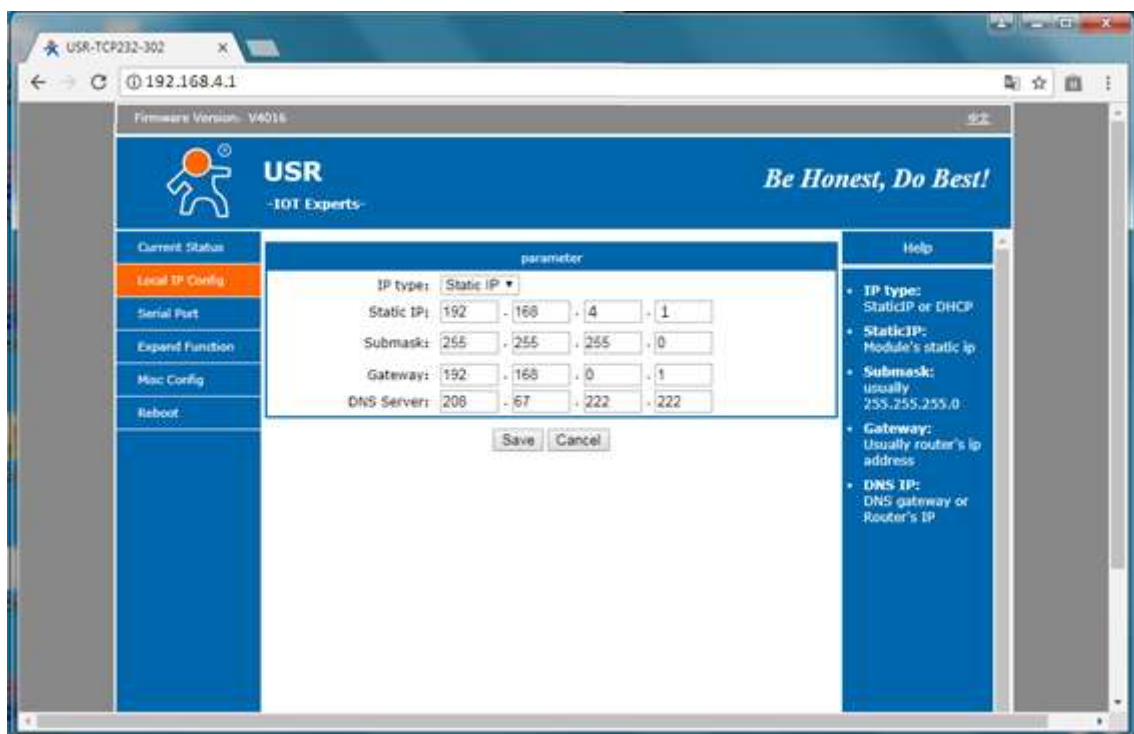 USR-TCP232-302
192.168.4.1
Firmware Version: V4016
中文
USR
-IOT Experts-
Be Honest, Do Best!
Current Status
Local IP Config
Serial Port
Expand Function
Misc Config
Reboot
parameter
IP type: Static IP
Static IP: 192 . 168 . 4 . 1
Submask: 255 . 255 . 255 . 0
Gateway: 192 . 168 . 0 . 1
DNS Server: 208 . 67 . 222 . 222
Save Cancel
Help
• IP type:
StaticIP or DHCP
• StaticIP:
Module's static ip
• Submask:
usually
255.255.255.0
• Gateway:
Usually router's ip
address
• DNS IP:
DNS gateway or
Router's IP